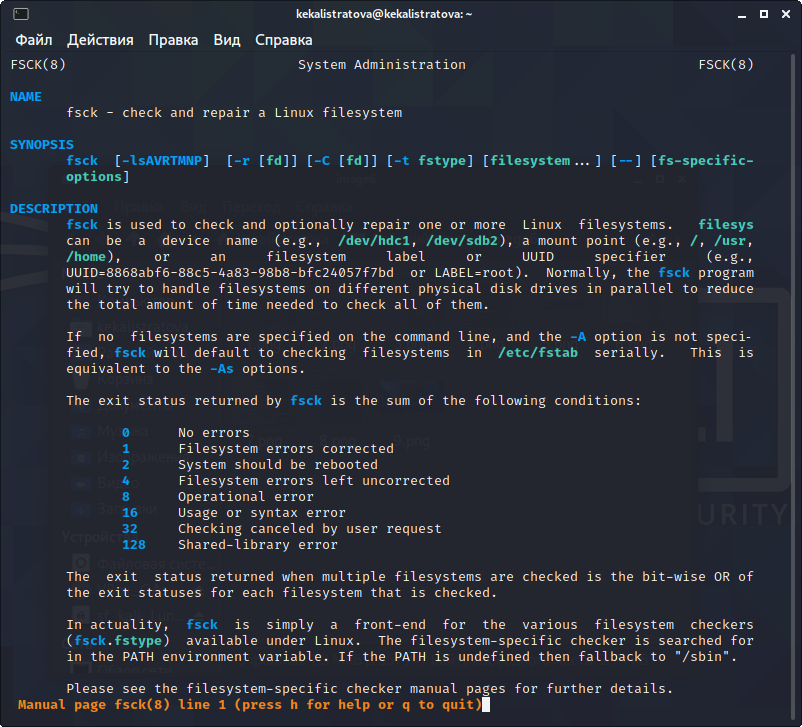 kekalistratova@kekalistratova: ~
Файл Действия Правка Вид Справка
FSCK(8) System Administration FSCK(8)
NAME
fsck - check and repair a Linux filesystem
SYNOPSIS
fsck [-lsAVRTMNP] [-r [fd]] [-C [fd]] [-t fstype] [filesystem...] [--] [fs-specific-
options]
DESCRIPTION
fsck is used to check and optionally repair one or more Linux filesystems. filesys
can be a device name (e.g., /dev/hdc1, /dev/sdb2), a mount point (e.g., /, /usr,
/home), or an filesystem label or UUID specifier (e.g.,
UUID=8868abf6-88c5-4a83-98b8-bfc24057f7bd or LABEL=root). Normally, the fsck program
will try to handle filesystems on different physical disk drives in parallel to reduce
the total amount of time needed to check all of them.
If no filesystems are specified on the command line, and the -A option is not speci-
fied, fsck will default to checking filesystems in /etc/fstab serially. This is
equivalent to the -As options.
The exit status returned by fsck is the sum of the following conditions:
0 No errors
1 Filesystem errors corrected
2 System should be rebooted
4 Filesystem errors left uncorrected
8 Operational error
16 Usage or syntax error
32 Checking canceled by user request
128 Shared-library error
The exit status returned when multiple filesystems are checked is the bit-wise OR of
the exit statuses for each filesystem that is checked.
In actuality, fsck is simply a front-end for the various filesystem checkers
(fsck.fstype) available under Linux. The filesystem-specific checker is searched for
in the PATH environment variable. If the PATH is undefined then fallback to "/sbin".
Please see the filesystem-specific checker manual pages for further details.
Manual page fsck(8) line 1 (press h for help or q to quit)